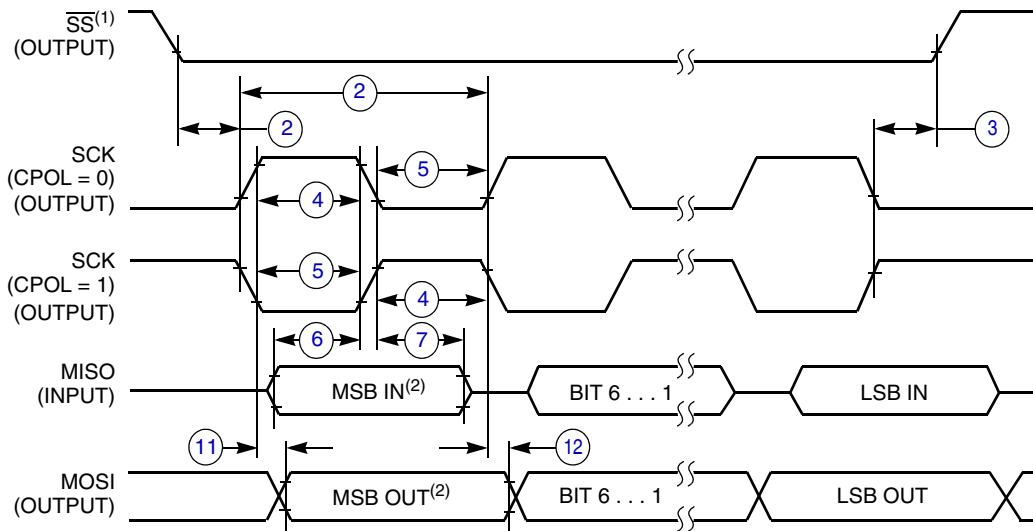 SS(1)
(OUTPUT)
2
2
3
SCK
(CPOL = 0)
(OUTPUT)
5
4
SCK
(CPOL = 1)
(OUTPUT)
5
4
6
7
MISO
(INPUT)
MSB IN(2)
BIT 6 . . . 1
LSB IN
11
12
MOSI
(OUTPUT)
MSB OUT(2)
BIT 6 . . . 1
LSB OUT